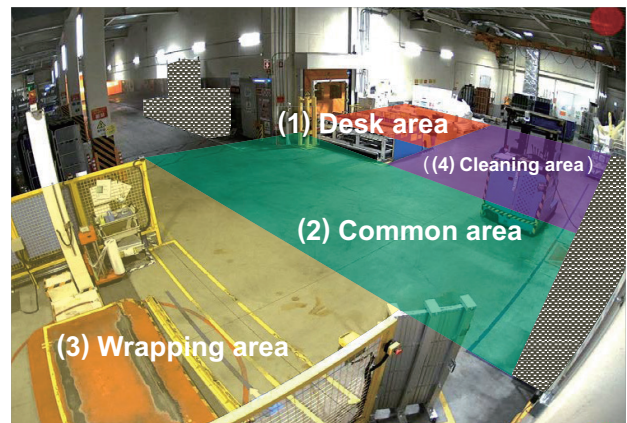 (1) Desk area
((4) Cleaning area)
(2) Common area
(3) Wrapping area